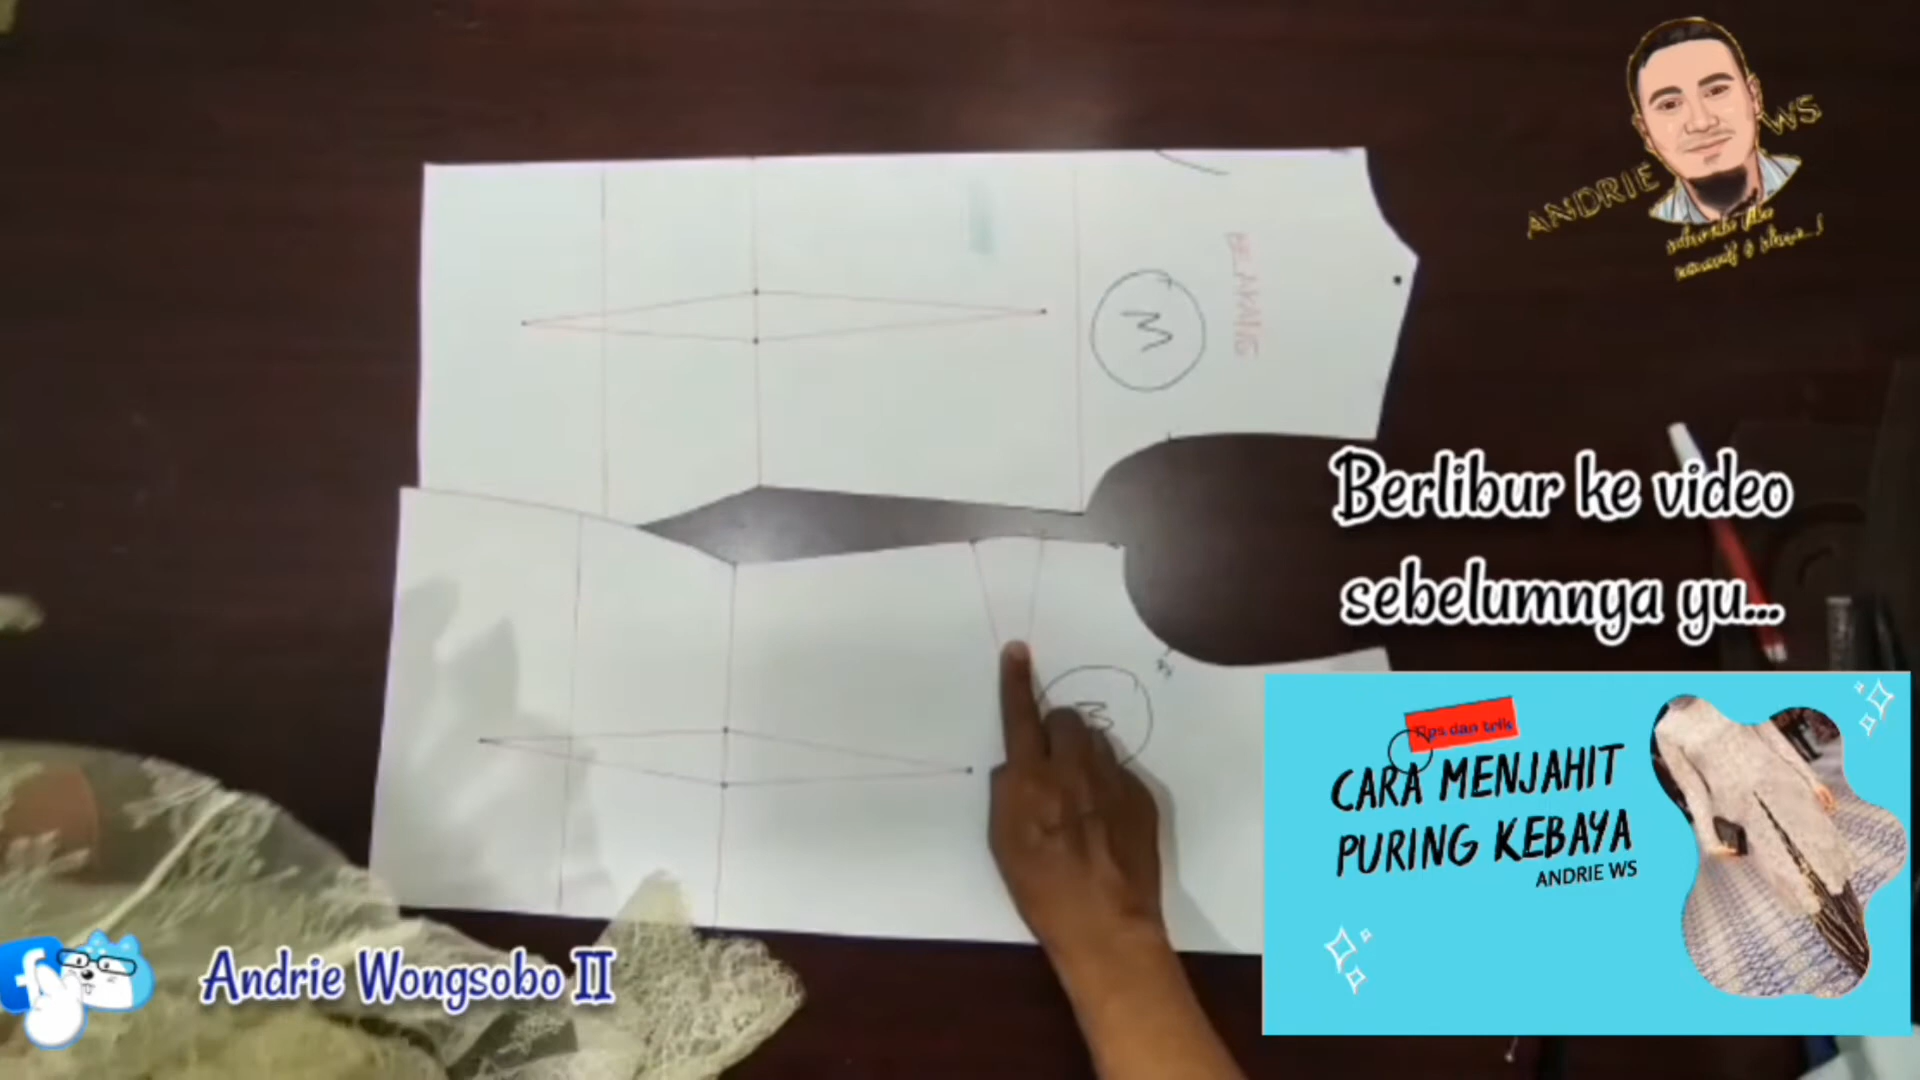 ANDRIE WS
BELAKANG
M
M
Berlibur ke video
sebelumnya yu...
Tips dan trik
CARA MENJAHIT
PURING KEBAYA
ANDRIE WS
Andrie Wongsobo II